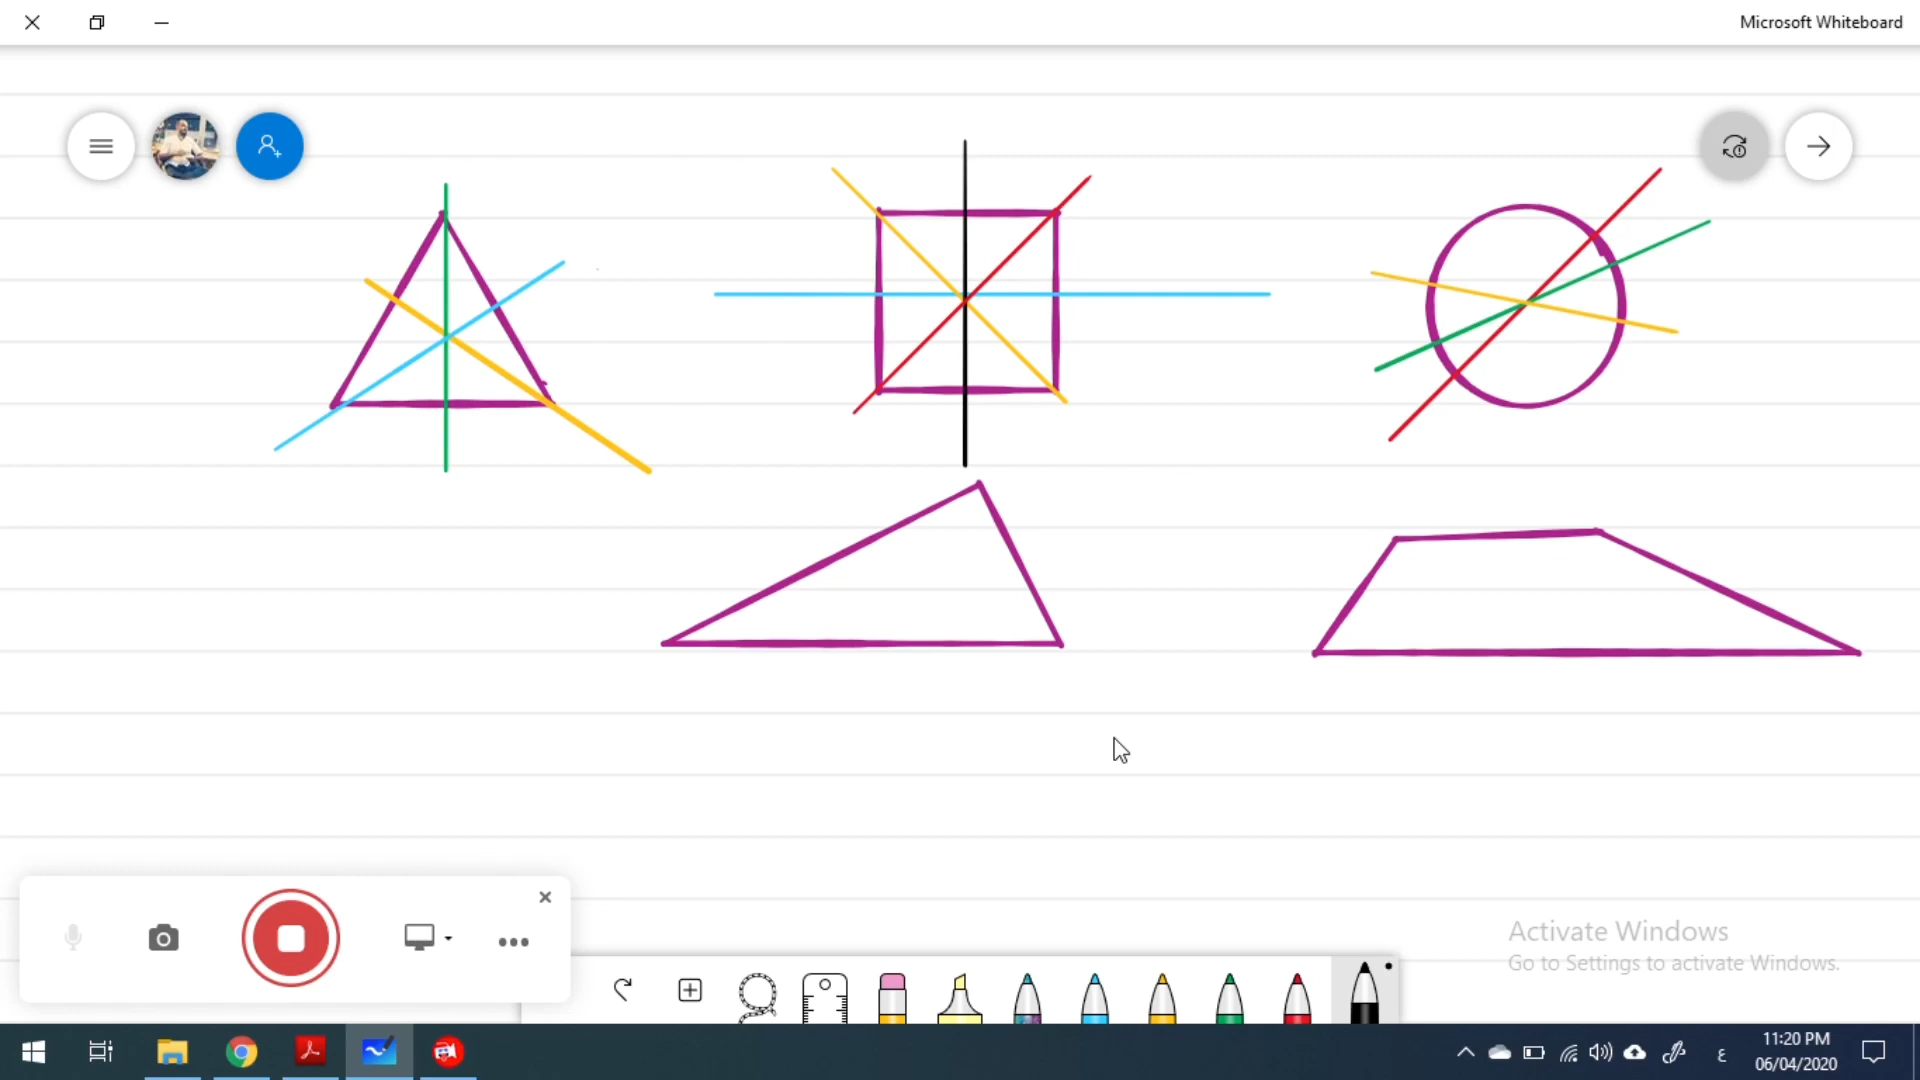 Microsoft Whiteboard
Activate Windows
Go to Settings to activate Windows.
ع
11:20 PM
06/04/2020